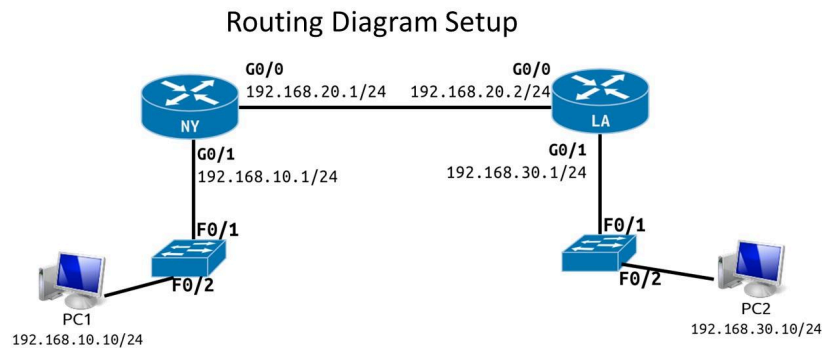 Routing Diagram Setup
G0/0
192.168.20.1/24
G0/0
192.168.20.2/24
NY
LA
G0/1
192.168.10.1/24
G0/1
192.168.30.1/24
F0/1
F0/2
F0/1
F0/2
PC1
192.168.10.10/24
PC2
192.168.30.10/24